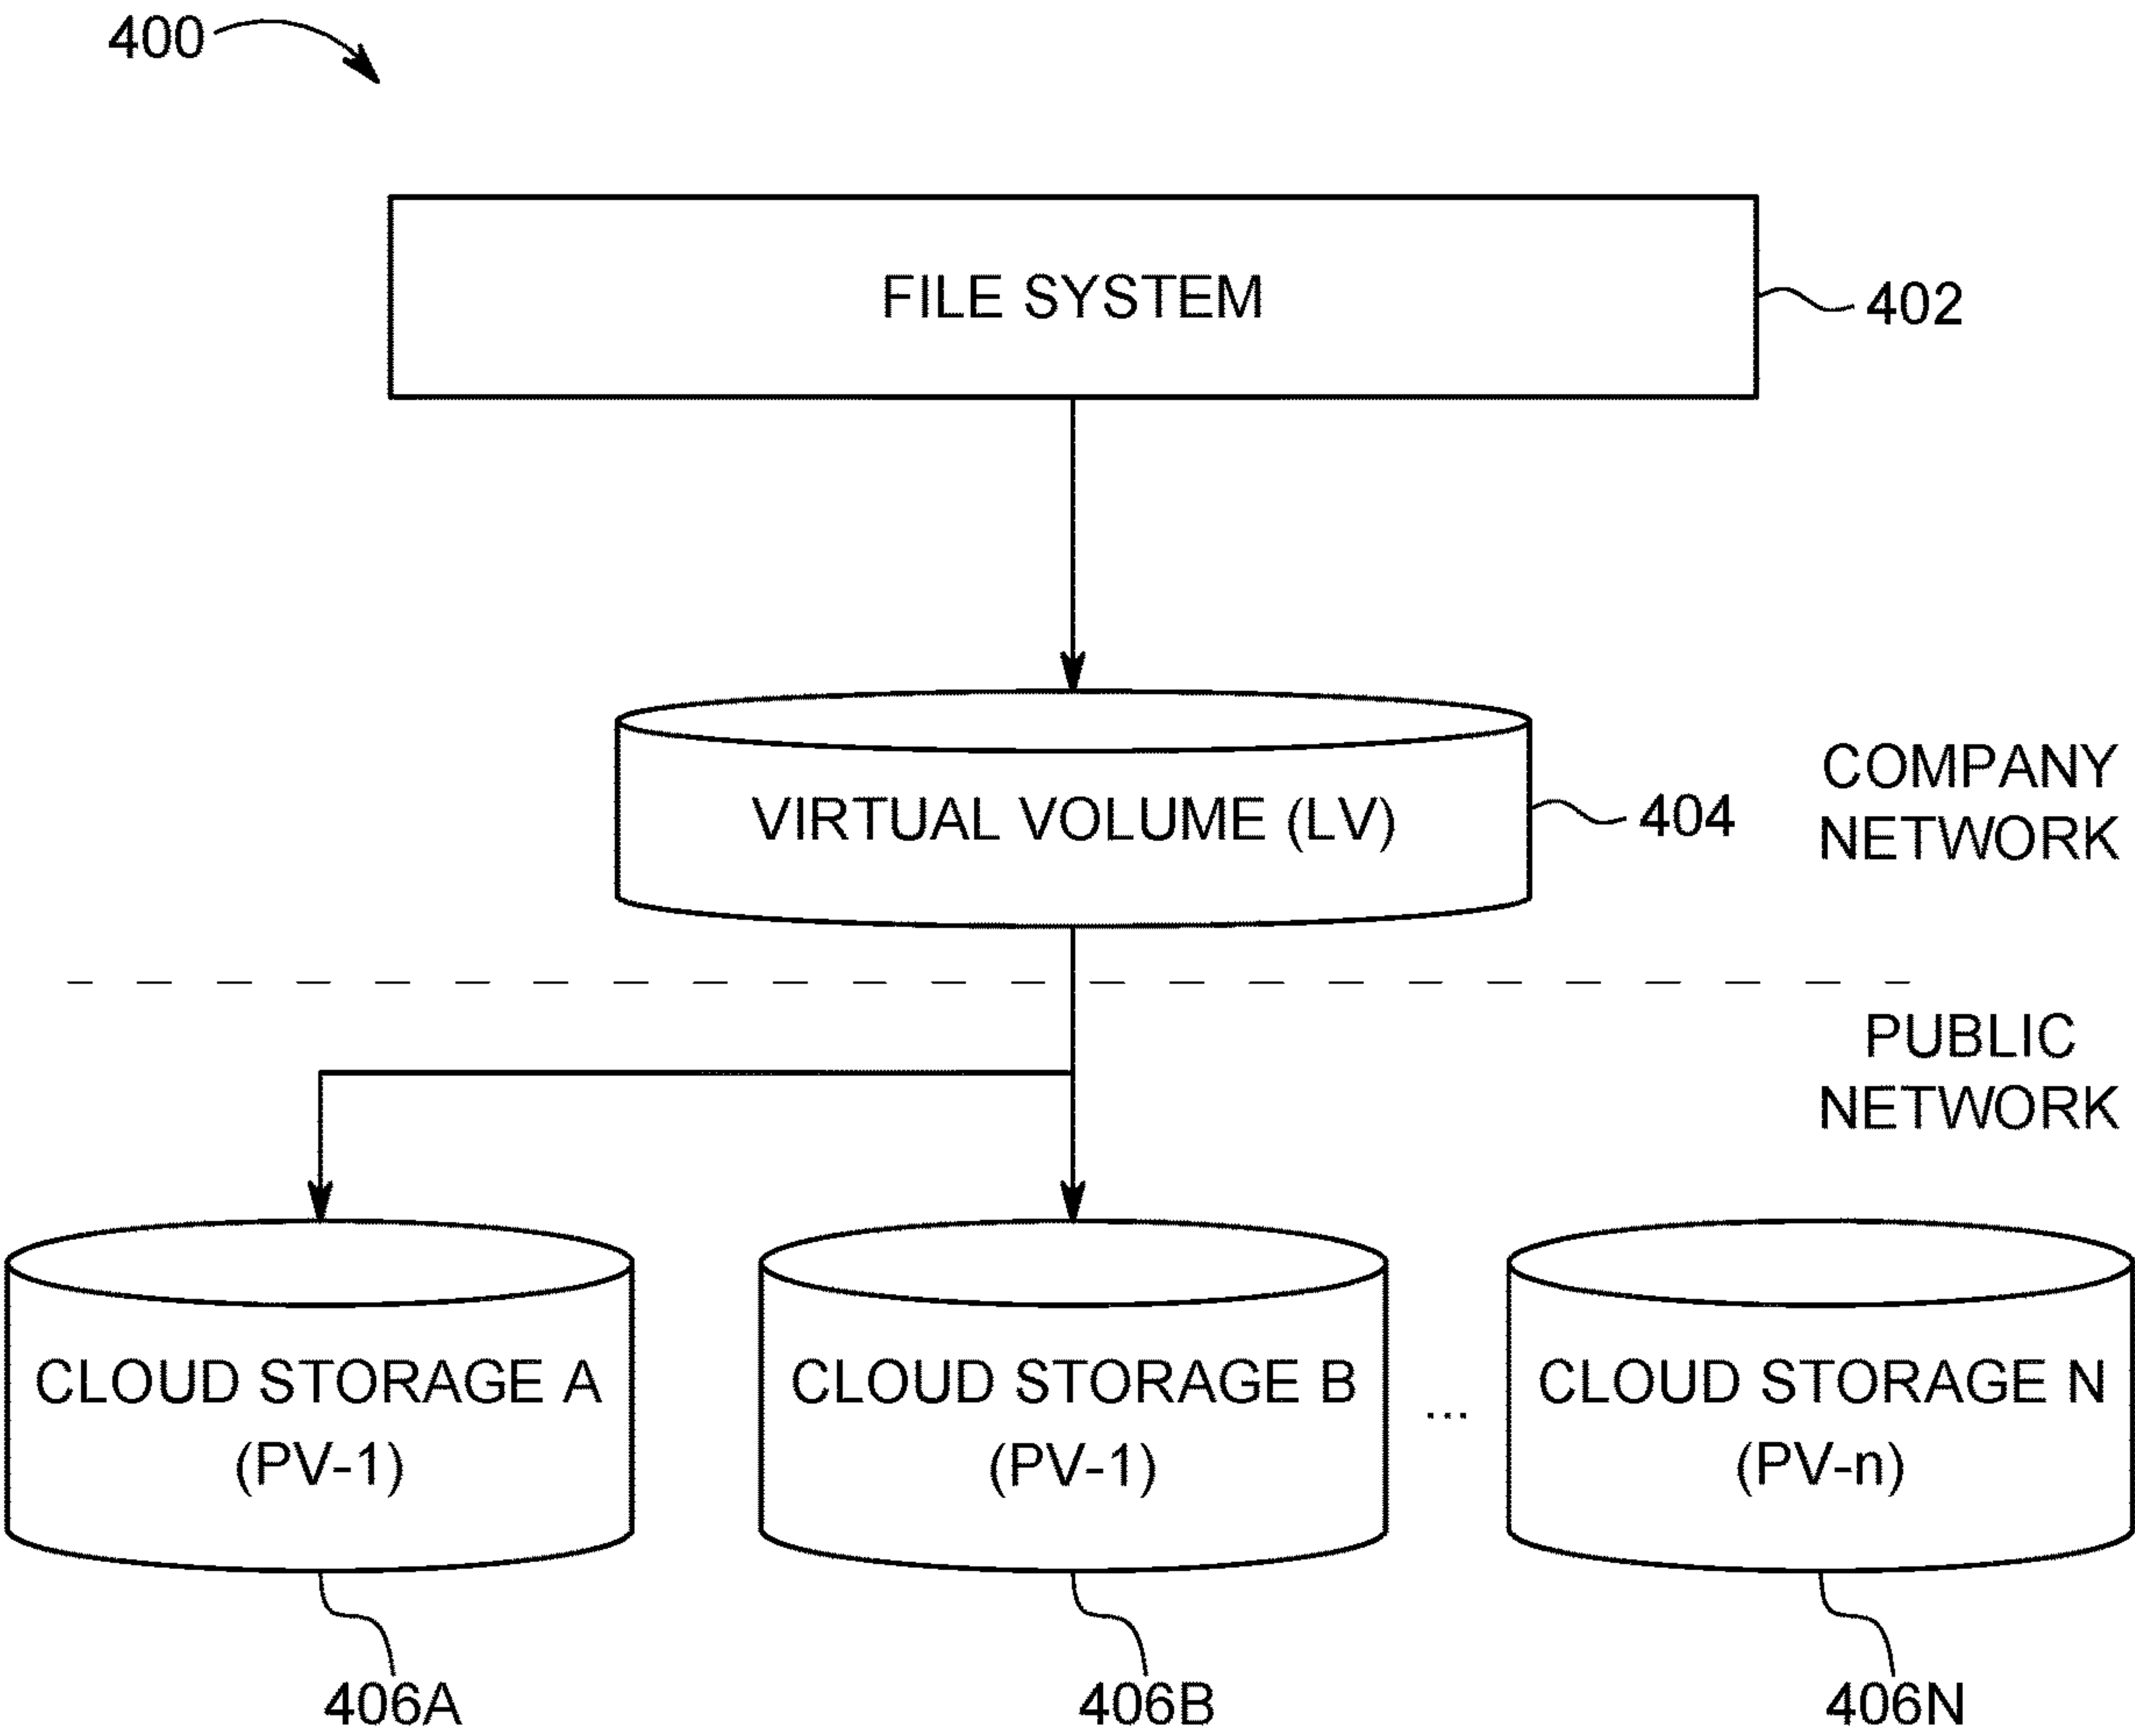 400
FILE SYSTEM
402
VIRTUAL VOLUME (LV)
404
COMPANY
NETWORK
PUBLIC
NETWORK
CLOUD STORAGE A
(PV-1)
CLOUD STORAGE B
(PV-1)
...
CLOUD STORAGE N
(PV-n)
406A
406B
406N